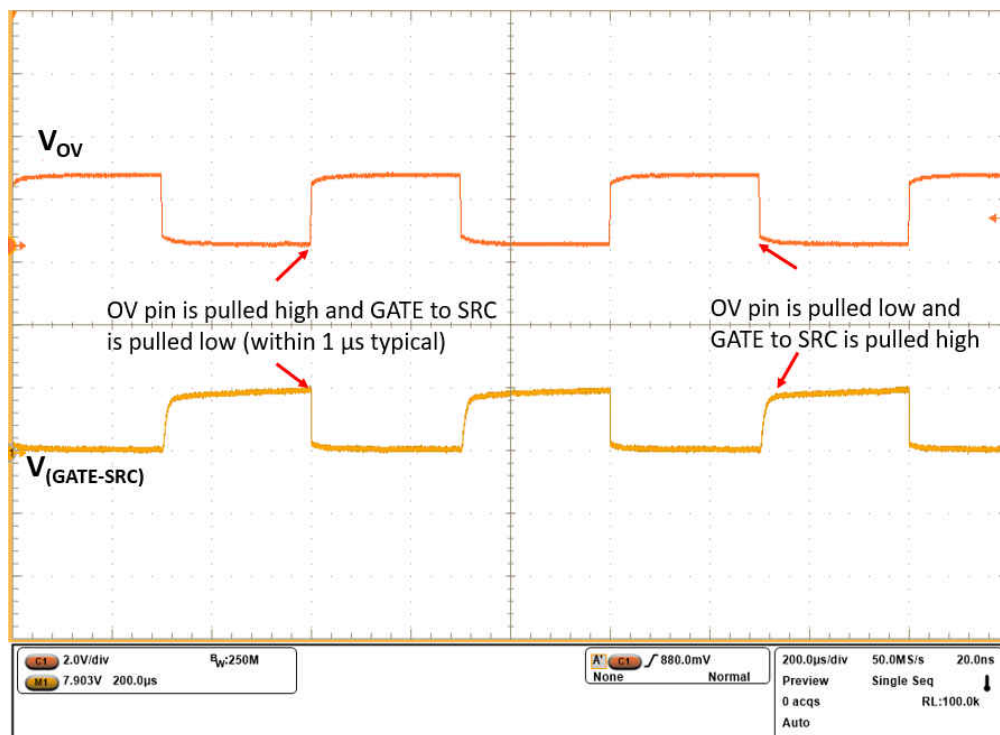 VOV
OV pin is pulled high and GATE to SRC
is pulled low (within 1 µs typical)
OV pin is pulled low and
GATE to SRC is pulled high
V(GATE-SRC)
C1 2.0V/div BW:250M
M1 7.903V 200.0µs
A' C1 880.0mV
None Normal
200.0µs/div 50.0MS/s 20.0ns
Preview Single Seq
0 acqs RL:100.0k
Auto